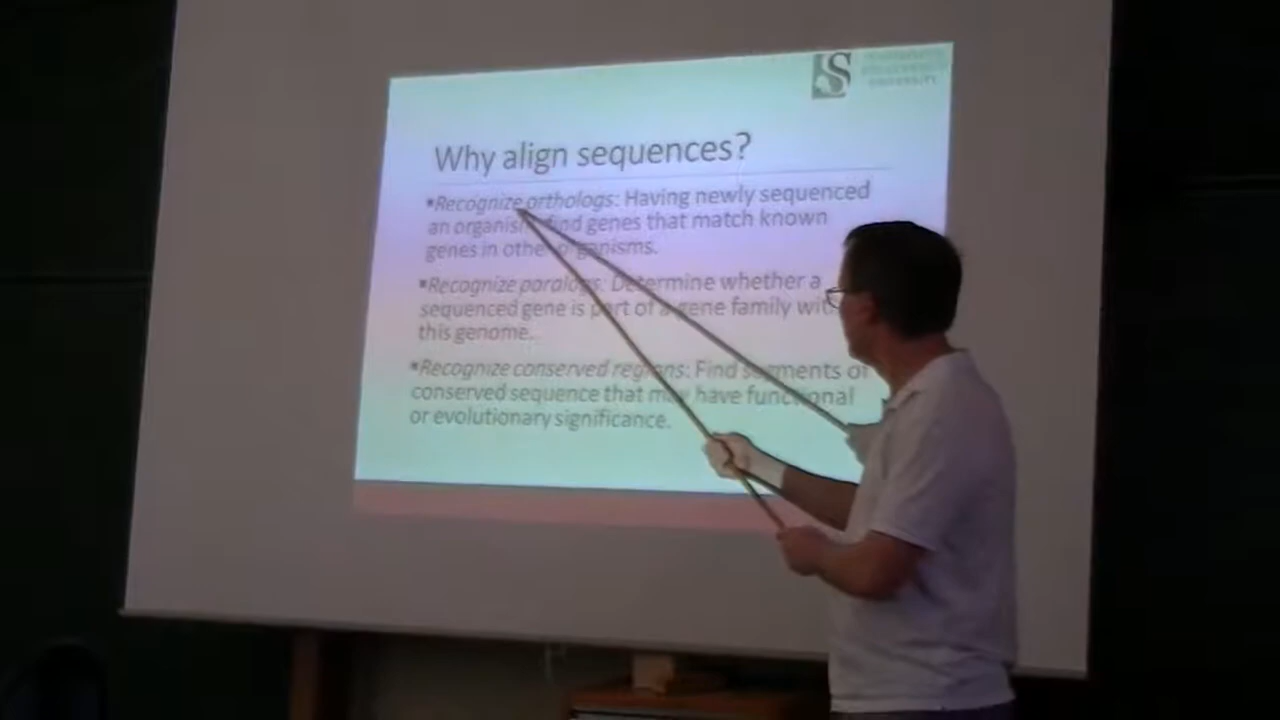 Why align sequences?
▪Recognize orthologs: Having newly sequenced
an organism find genes that match known
genes in other organisms.
▪Recognize paralogs: Determine whether a
sequenced gene is part of a gene family
this genome.
▪Recognize conserved regions: Find segments of
conserved sequence that may have functional
or evolutionary significance.
UNIVERSITY